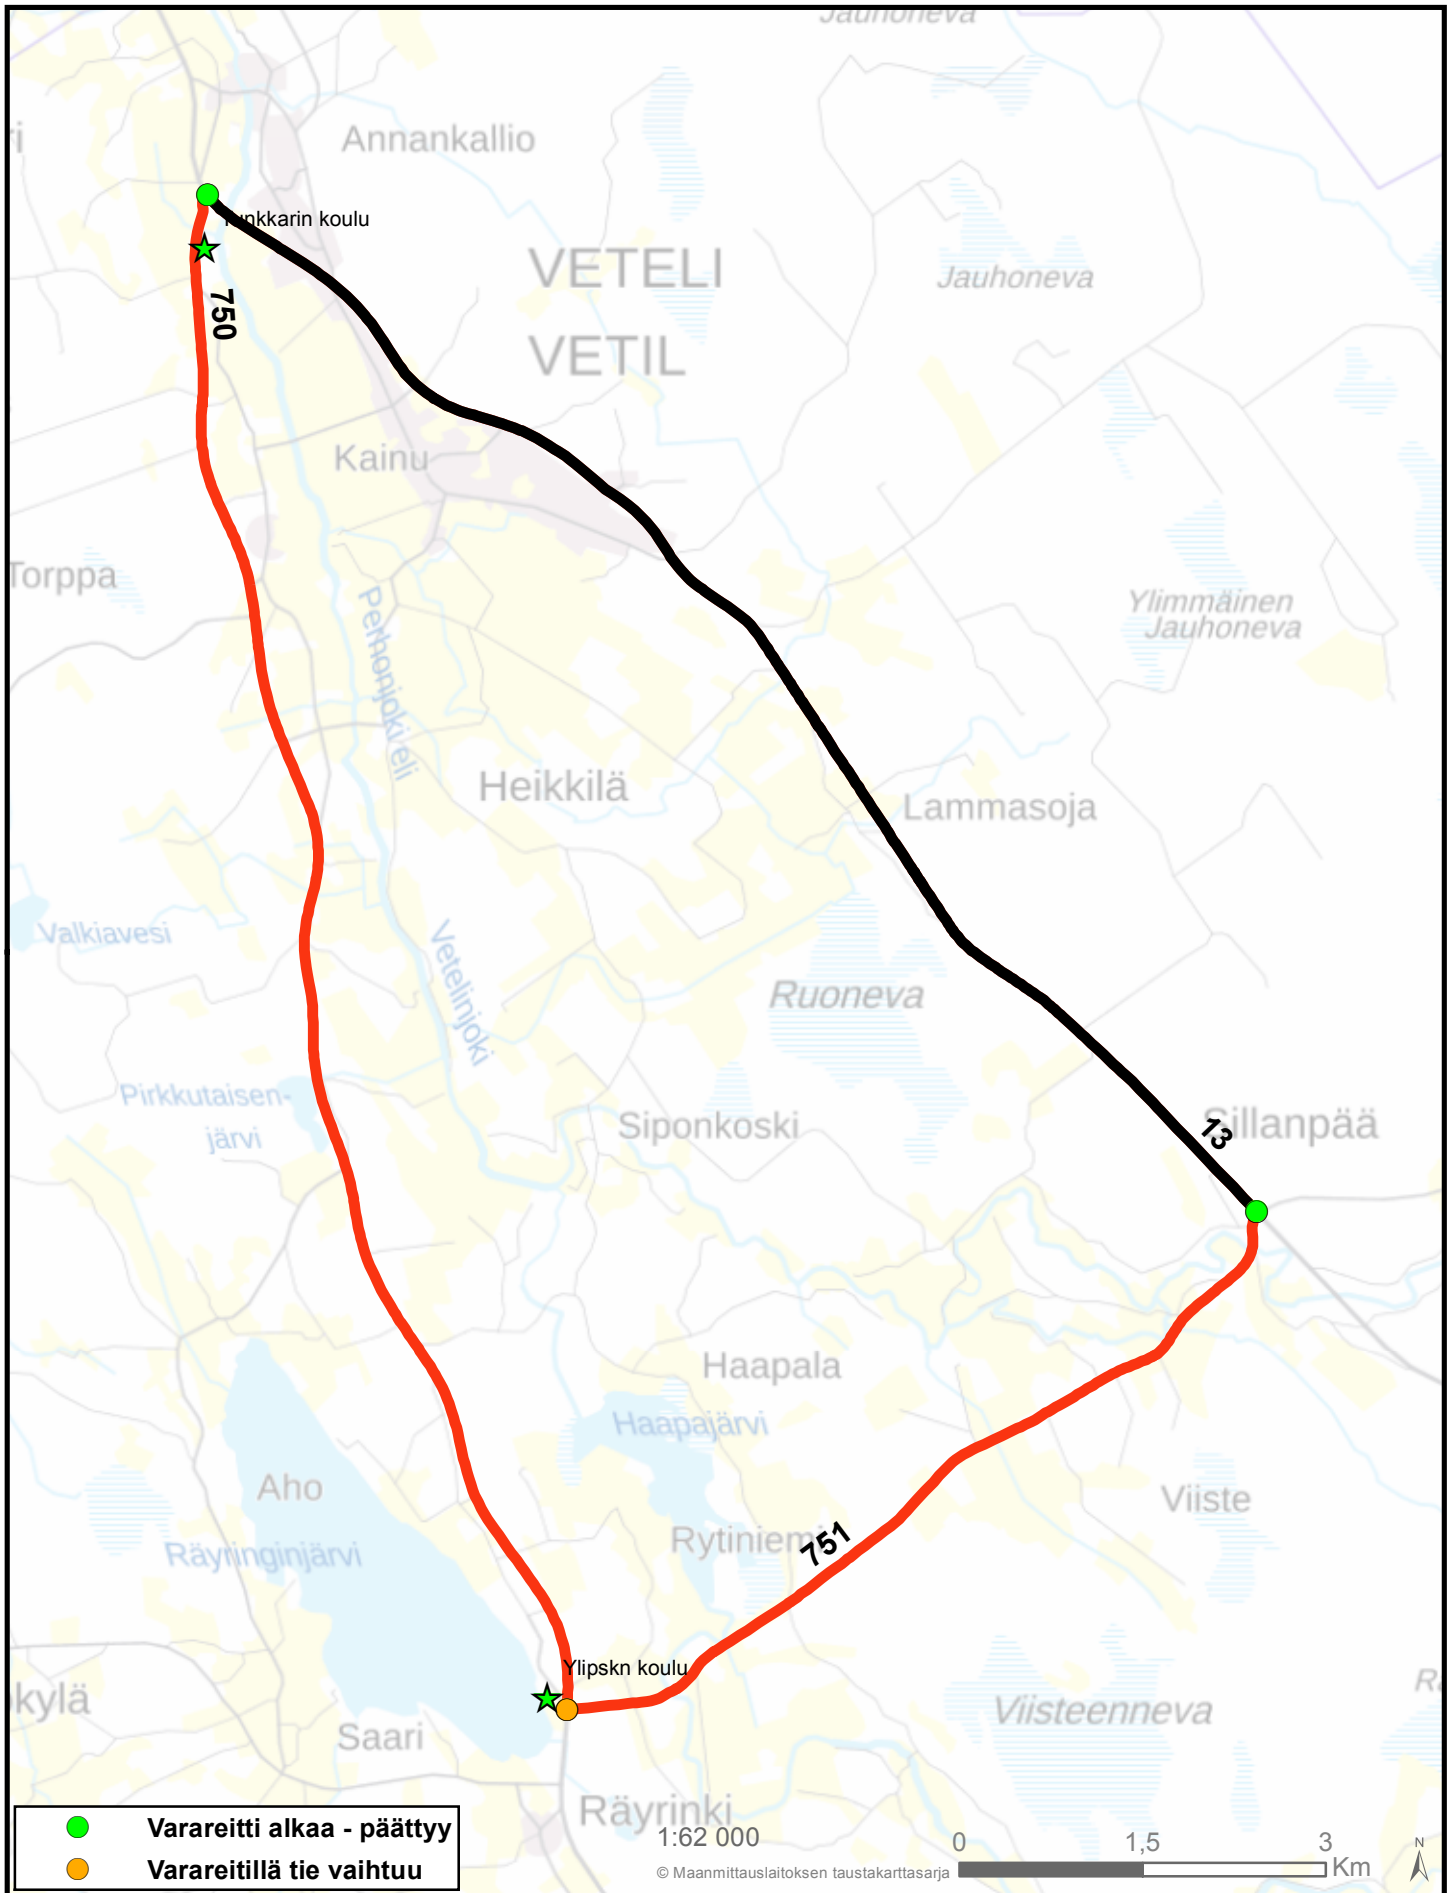 Jauhoneva
Annankallio
koulu
VETELI
VETIL
Jauhoneva
750
Kainu
Torppa
Perhonjoki eli
Ylimmäinen
Jauhoneva
Heikkilä
Lammasoja
Valkiavesi
Vetelinjoki
Ruoneva
Pirkkutaisen-
järvi
Siponkoski
13
Sillanpää
Haapala
Haapajärvi
Aho
Viiste
Räyringinjärvi
Rytiniemi
751
Ylipskn koulu
kylä
Saari
Viisteenneva
Räyrinki
Varareitti alkaa - päättyy
Varareitillä tie vaihtuu
1:62 000
© Maanmittauslaitoksen taustakarttasarja
0 1,5 3
Km
N